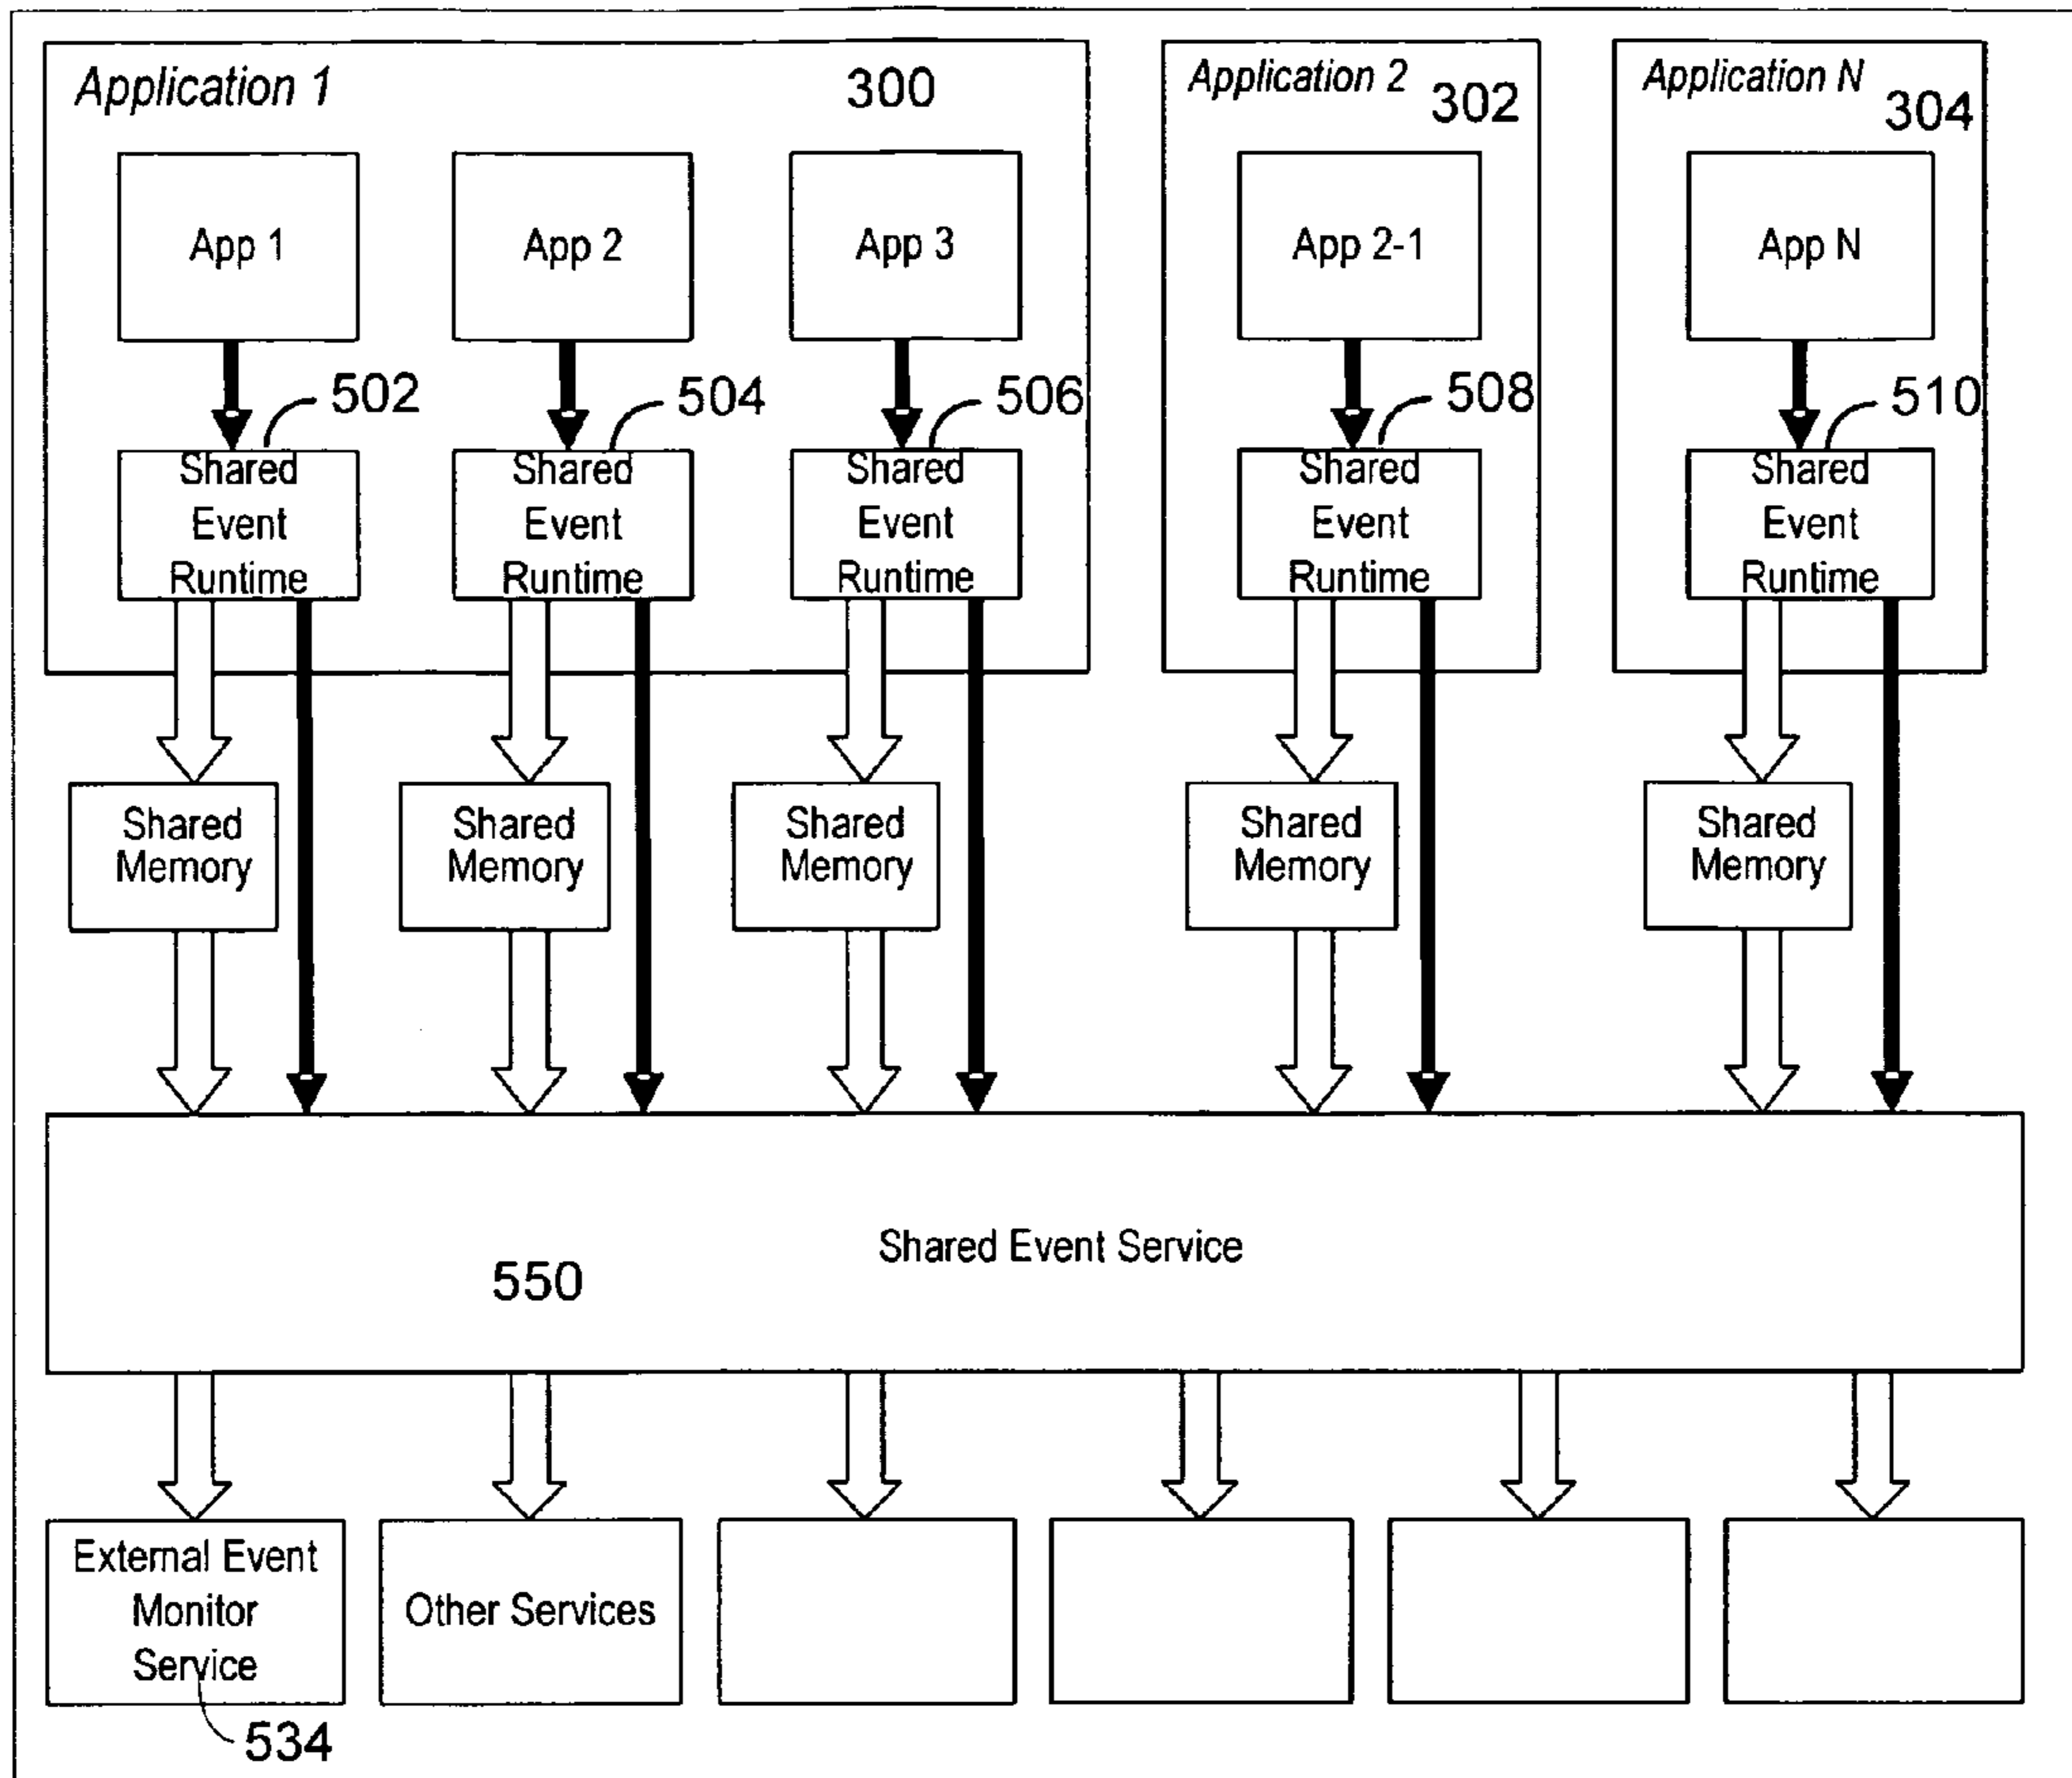 Application 1
300
Application 2
302
Application N
304
App 1
App 2
App 3
App 2-1
App N
502
504
506
508
510
Shared
Event
Runtime
Shared
Event
Runtime
Shared
Event
Runtime
Shared
Event
Runtime
Shared
Event
Runtime
Shared
Memory
Shared
Memory
Shared
Memory
Shared
Memory
Shared
Memory
Shared Event Service
550
External Event
Monitor
Service
Other Services
534